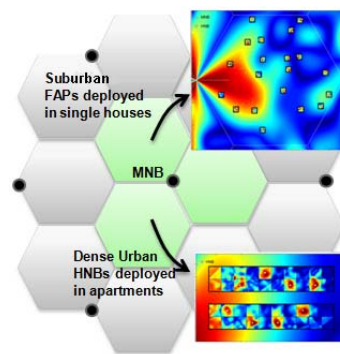 Suburban
FAPs deployed
in single houses
MNB
Dense Urban
HNBs deployed
in apartments